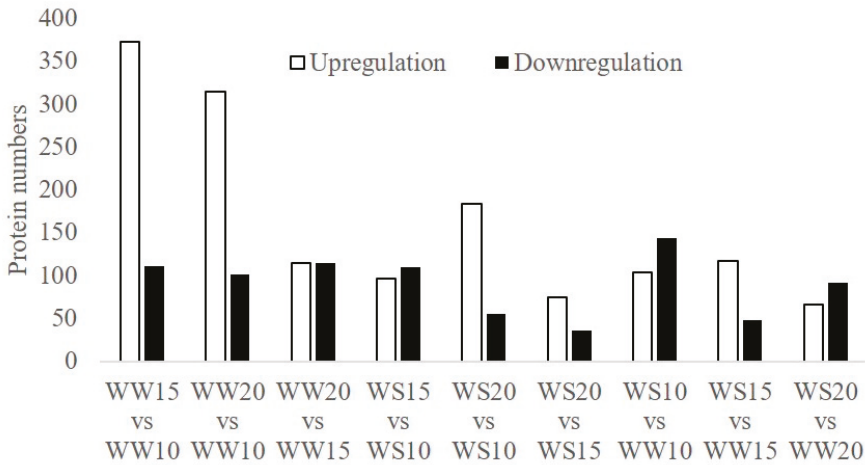 400
350
300
250
200
150
100
50
0
Protein numbers
Upregulation Downregulation
WW15 WW20 WW20 WS15 WS20 WS20 WS10 WS15 WS20
vs vs vs vs vs vs vs vs vs
WW10 WW10 WW15 WS10 WS10 WS15 WW10 WW15 WW20